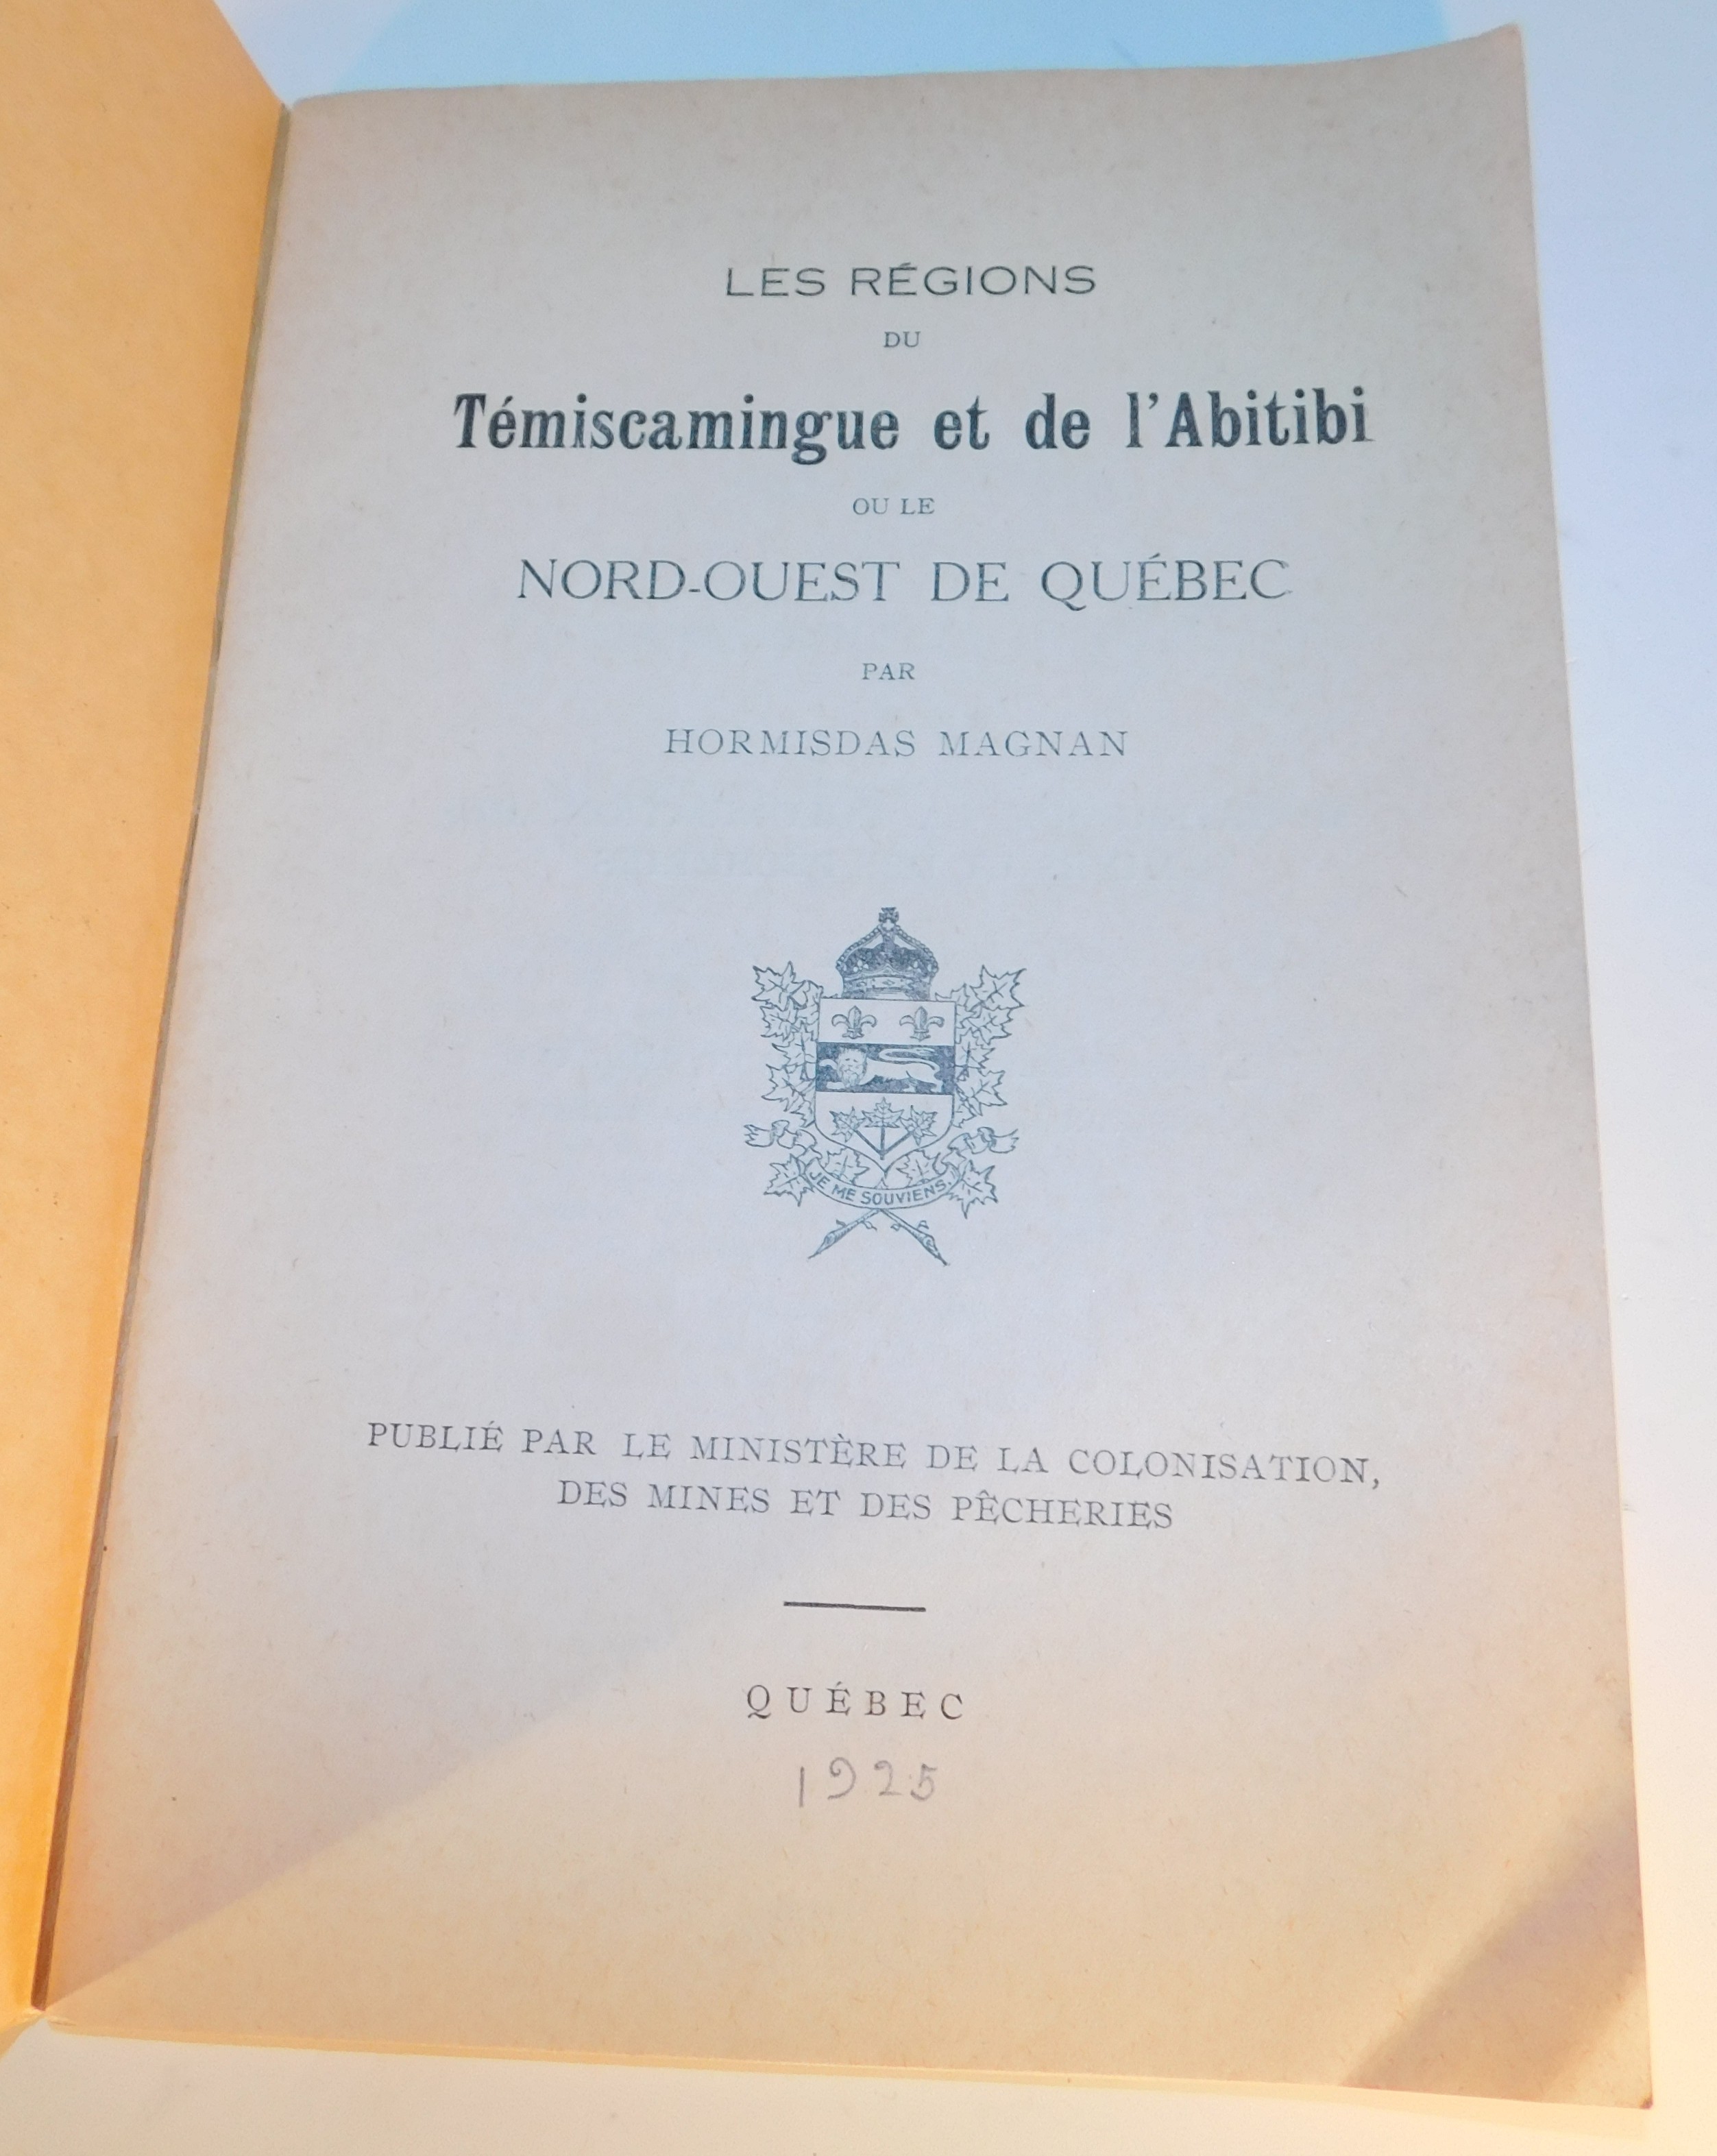 LES RÉGIONS
DU
Témiscamingue et de l'Abitibi
OU LE
NORD-OUEST DE QUÉBEC
PAR
HORMISDAS MAGNAN
JE ME SOUVIENS.
PUBLIÉ PAR LE MINISTÈRE DE LA COLONISATION,
DES MINES ET DES PÊCHERIES
QUÉBEC
1925